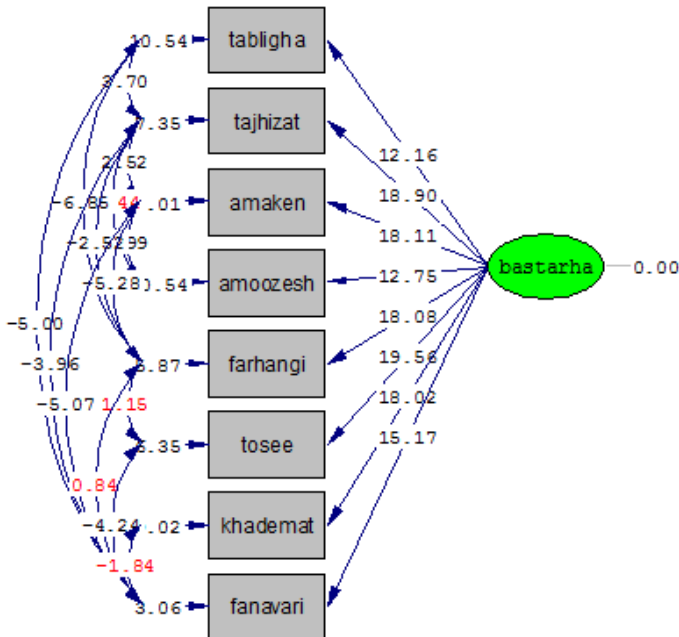 10.54 tabligha
3.70
7.35 tajhizat
12.16
2.52
18.90
-6.85
amaken
18.11
-2.52
-5.28
amoozesh
12.75
bastarha 0.00
-5.00
18.08
-3.96
farhangi
19.56
-5.07 1.15
18.02
tosee
15.17
0.84
-4.24
khademat
-1.84
3.06 fanavari